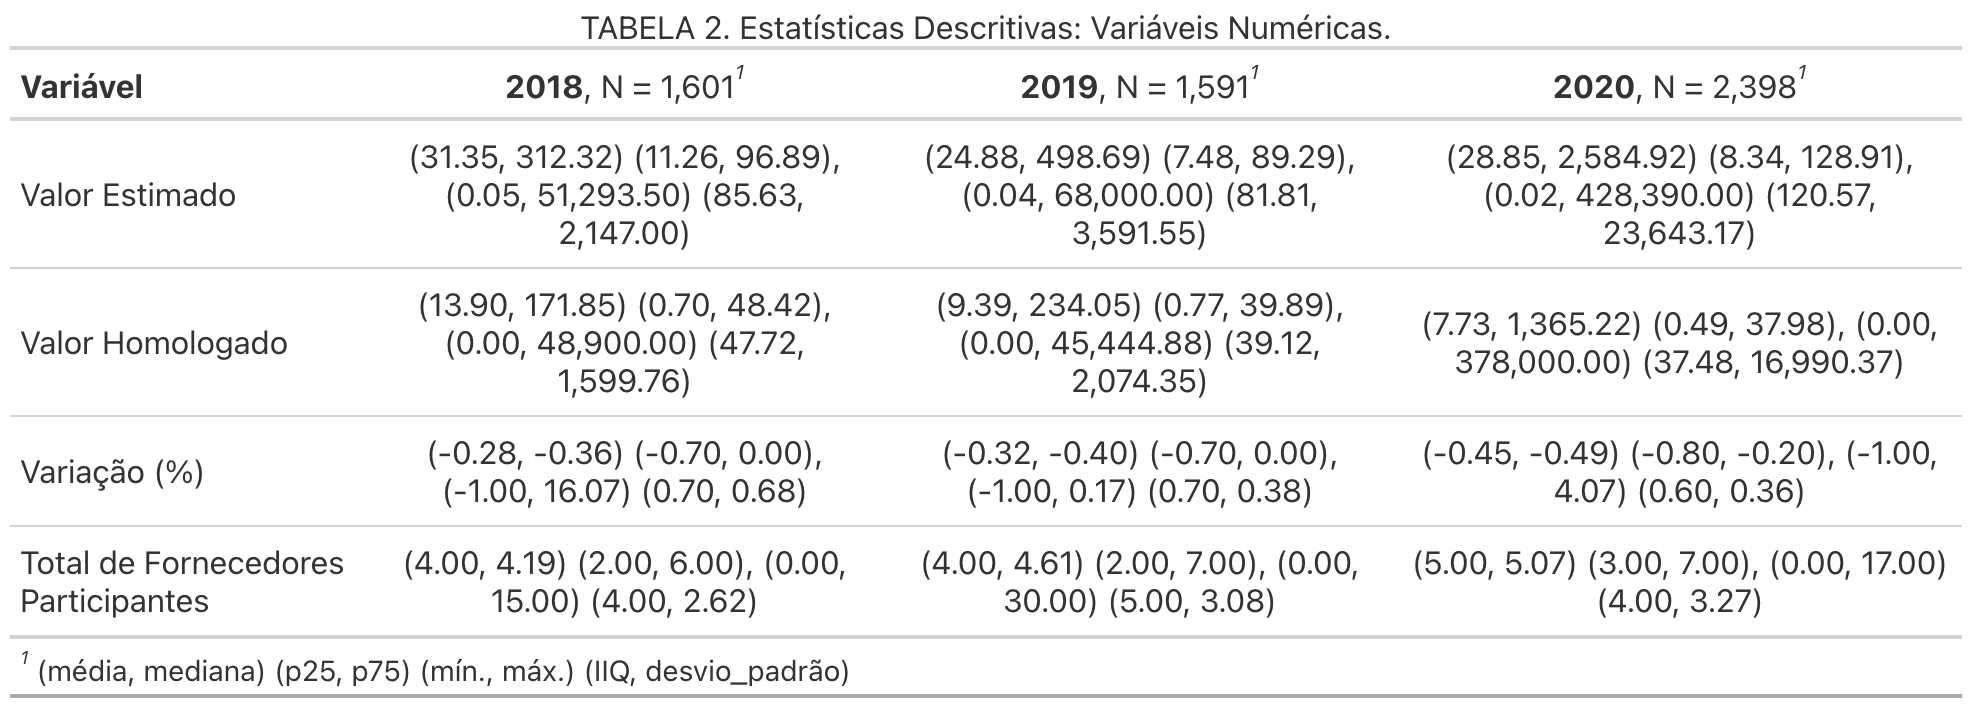 TABELA 2. Estatísticas Descritivas: Variáveis Numéricas.
Variável 2018, N = 1,601¹ 2019, N = 1,591¹ 2020, N = 2,398¹
Valor Estimado
(31.35, 312.32) (11.26, 96.89),
(0.05, 51,293.50) (85.63,
2,147.00)
(24.88, 498.69) (7.48, 89.29),
(0.04, 68,000.00) (81.81,
3,591.55)
(28.85, 2,584.92) (8.34, 128.91),
(0.02, 428,390.00) (120.57,
23,643.17)
Valor Homologado
(13.90, 171.85) (0.70, 48.42),
(0.00, 48,900.00) (47.72,
1,599.76)
(9.39, 234.05) (0.77, 39.89),
(0.00, 45,444.88) (39.12,
2,074.35)
(7.73, 1,365.22) (0.49, 37.98), (0.00,
378,000.00) (37.48, 16,990.37)
Variação (%)
(-0.28, -0.36) (-0.70, 0.00),
(-1.00, 16.07) (0.70, 0.68)
(-0.32, -0.40) (-0.70, 0.00),
(-1.00, 0.17) (0.70, 0.38)
(-0.45, -0.49) (-0.80, -0.20), (-1.00,
4.07) (0.60, 0.36)
Total de Fornecedores
Participantes
(4.00, 4.19) (2.00, 6.00), (0.00,
15.00) (4.00, 2.62)
(4.00, 4.61) (2.00, 7.00), (0.00,
30.00) (5.00, 3.08)
(5.00, 5.07) (3.00, 7.00), (0.00, 17.00)
(4.00, 3.27)
¹ (média, mediana) (p25, p75) (mín., máx.) (IIQ, desvio_padrão)